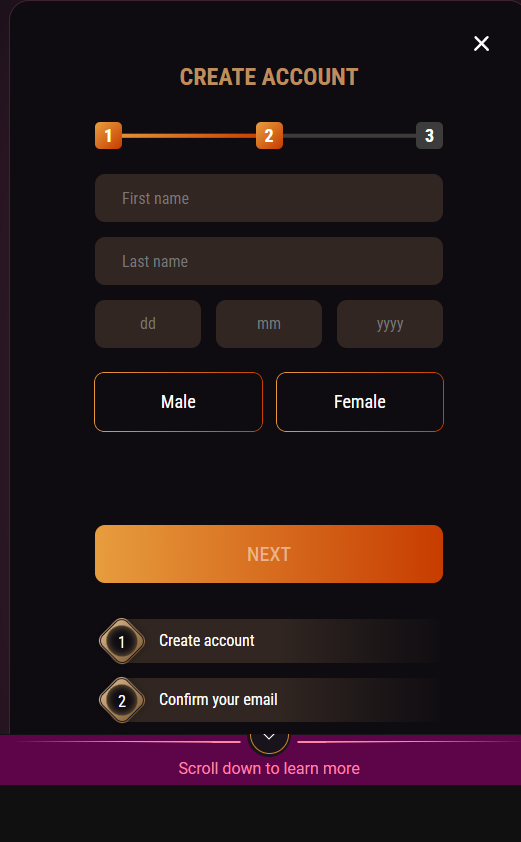 CREATE ACCOUNT
1 2 3
First name
Last name
dd mm yyyy
Male Female
NEXT
1 Create account
2 Confirm your email
Scroll down to learn more